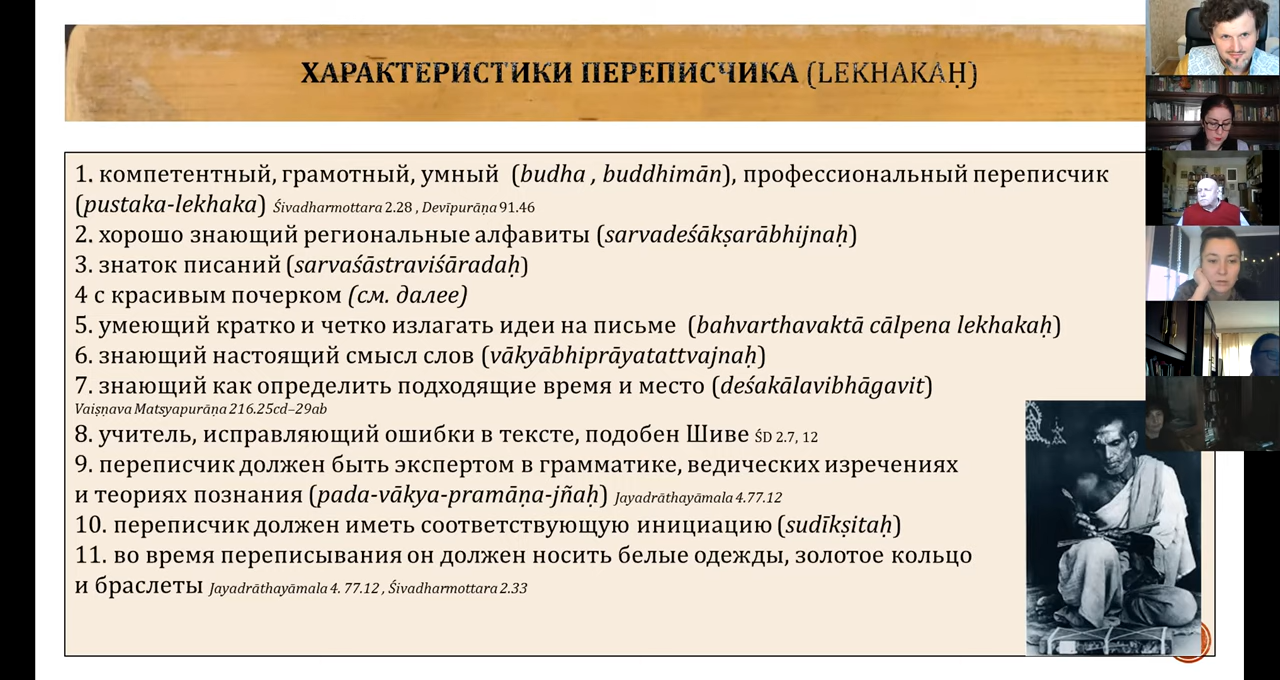 ХАРАКТЕРИСТИКИ ПЕРЕПИСЧИКА (LEKHAKAḤ)
1. компетентный, грамотный, умный (budha , buddhimān), профессиональный переписчик
(pustaka-lekhaka) Śivadharmottara 2.28 , Devīpurāṇa 91.46
2. хорошо знающий региональные алфавиты (sarvadeśākṣarābhijnaḥ)
3. знаток писаний (sarvaśāstraviśāradaḥ)
4 с красивым почерком (см. далее)
5. умеющий кратко и четко излагать идеи на письме (bahvarthavaktā cālpena lekhakaḥ)
6. знающий настоящий смысл слов (vākyābhiprāyatattvajnaḥ)
7. знающий как определить подходящие время и место (deśakālavibhāgavit)
Vaiṣṇava Matsyapurāṇa 216.25cd–29ab
8. учитель, исправляющий ошибки в тексте, подобен Шиве ŚD 2.7, 12
9. переписчик должен быть экспертом в грамматике, ведических изречениях
и теориях познания (pada-vākya-pramāṇa-jñaḥ) Jayadrāthayāmala 4.77.12
10. переписчик должен иметь соответствующую инициацию (sudīkṣitaḥ)
11. во время переписывания он должен носить белые одежды, золотое кольцо
и браслеты Jayadrāthayāmala 4. 77.12 , Śivadharmottara 2.33